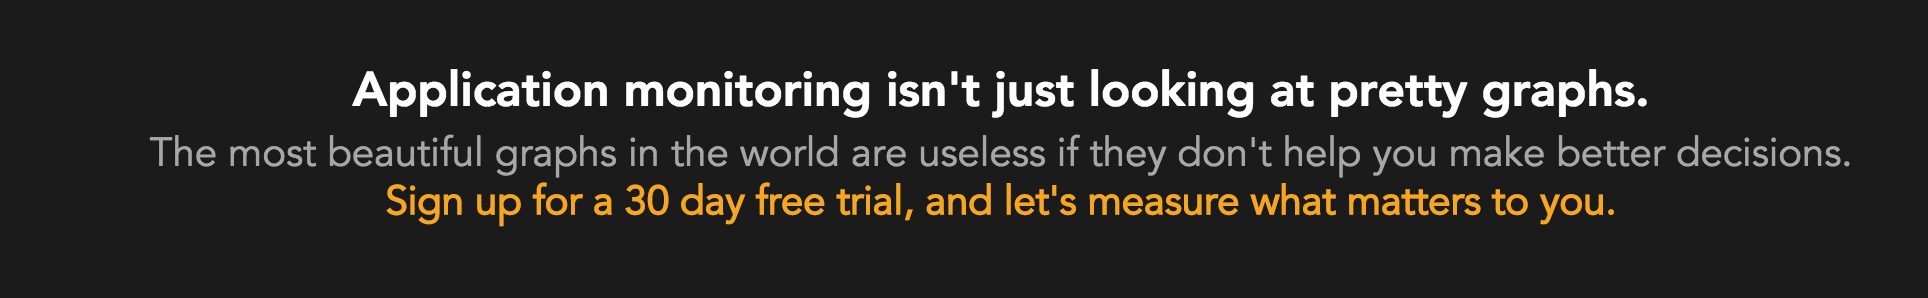 Application monitoring isn't just looking at pretty graphs.
The most beautiful graphs in the world are useless if they don't help you make better decisions.
Sign up for a 30 day free trial, and let's measure what matters to you.